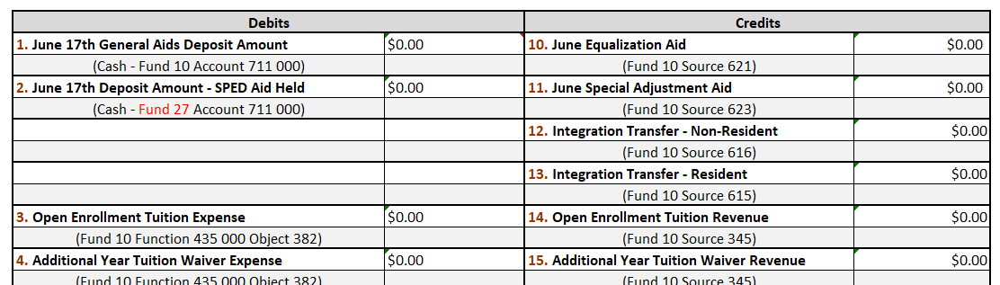 Debits Credits
1. June 17th General Aids Deposit Amount $0.00 10. June Equalization Aid $0.00
(Cash - Fund 10 Account 711 000) (Fund 10 Source 621)
2. June 17th Deposit Amount - SPED Aid Held $0.00 11. June Special Adjustment Aid $0.00
(Cash - Fund 27 Account 711 000) (Fund 10 Source 623)
12. Integration Transfer - Non-Resident $0.00
(Fund 10 Source 616)
13. Integration Transfer - Resident $0.00
(Fund 10 Source 615)
3. Open Enrollment Tuition Expense $0.00 14. Open Enrollment Tuition Revenue $0.00
(Fund 10 Function 435 000 Object 382) (Fund 10 Source 345)
4. Additional Year Tuition Waiver Expense $0.00 15. Additional Year Tuition Waiver Revenue $0.00
(Fund 10 Function 435 000 Object 382) (Fund 10 Source 345)